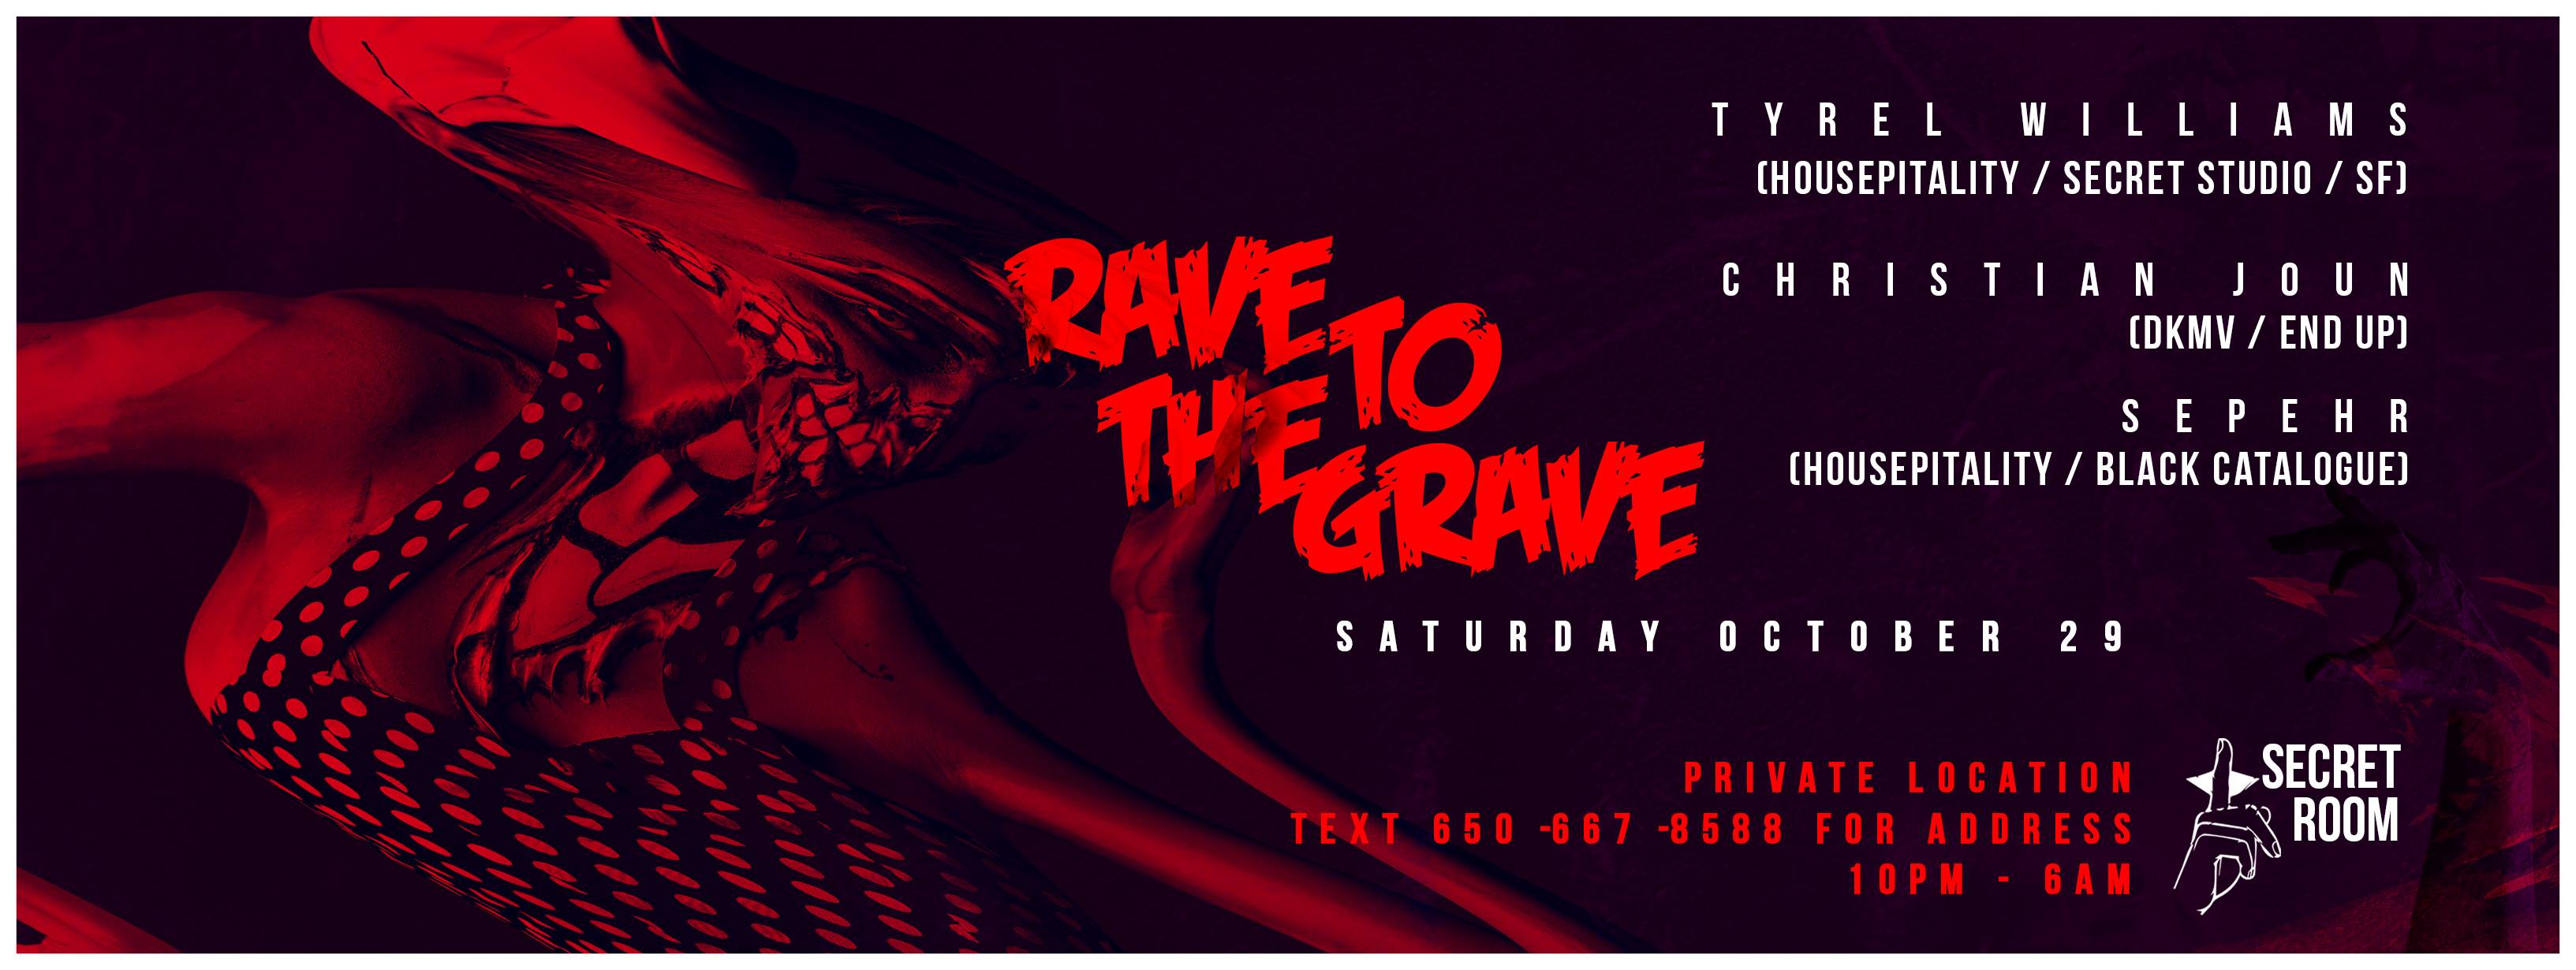 TYREL WILLIAMS
(HOUSEPITALITY / SECRET STUDIO / SF)
CHRISTIAN JOUN
(DKMV / END UP)
SEPEHR
(HOUSEPITALITY / BLACK CATALOGUE)
RAVE TO
THE GRAVE
SATURDAY OCTOBER 29
PRIVATE LOCATION
TEXT 650 -667 -8588 FOR ADDRESS
10PM - 6AM
SECRET
ROOM